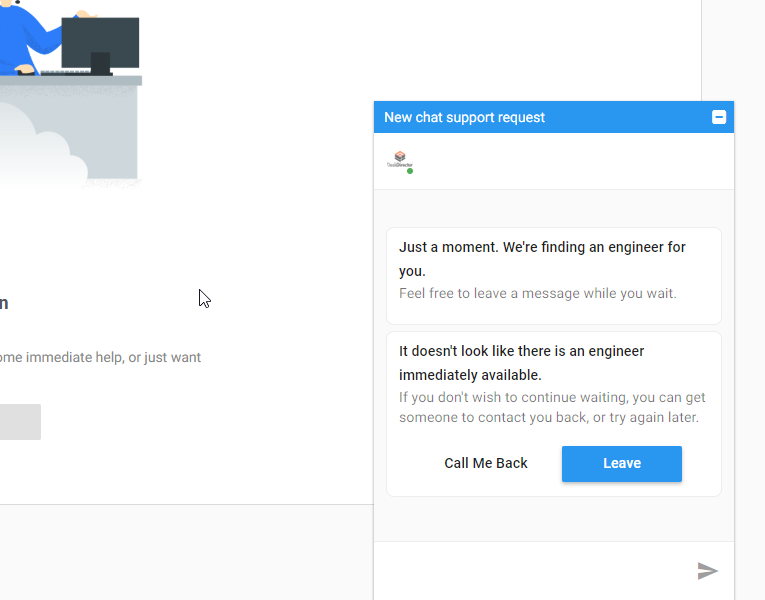 New chat support request
Just a moment. We're finding an engineer for
you.
Feel free to leave a message while you wait.
n
ome immediate help, or just want
It doesn't look like there is an engineer
immediately available.
If you don't wish to continue waiting, you can get
someone to contact you back, or try again later.
Call Me Back
Leave